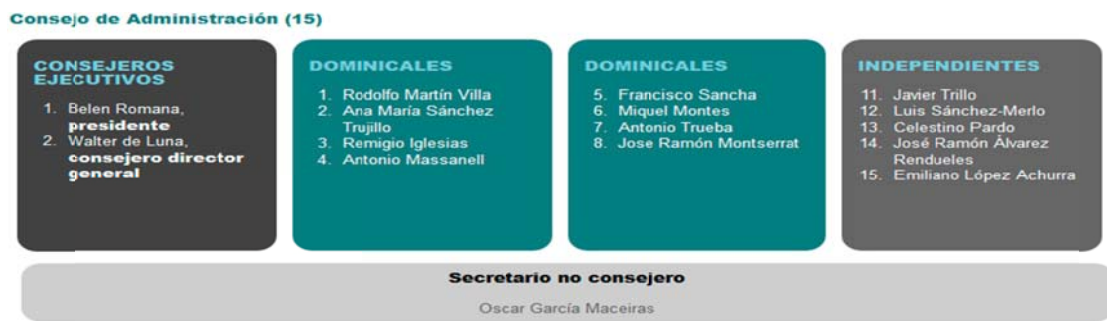 Consejo de Administración (15)
CONSEJEROS
EJECUTIVOS
1. Belen Romana,
presidente
2. Walter de Luna,
consejero director
general
DOMINICALES
1. Rodolfo Martín Villa
2. Ana María Sánchez
Trujillo
3. Remigio Iglesias
4. Antonio Massanell
DOMINICALES
5. Francisco Sancha
6. Miquel Montes
7. Antonio Trueba
8. Jose Ramón Montserrat
INDEPENDIENTES
11. Javier Trillo
12. Luis Sánchez-Merlo
13. Celestino Pardo
14. José Ramón Álvarez
Rendueles
15. Emiliano López Achurra
Secretario no consejero
Oscar García Maceiras